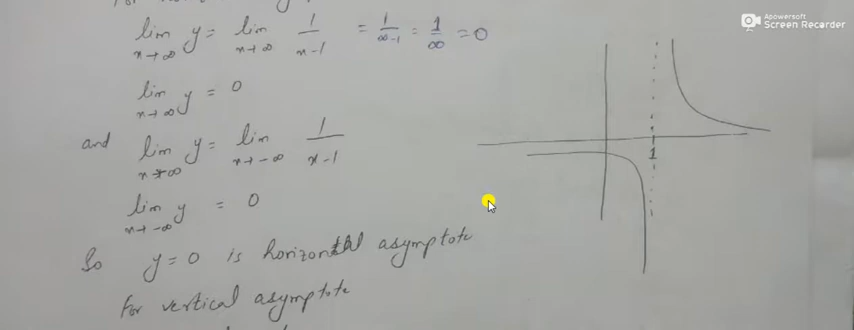 Apowersoft
Screen Recorder
lim x→∞ y = lim x→∞ 1/(x-1) = 1/(∞-1) = 1/∞ = 0
lim x→∞ y = 0
and lim x→-∞ y = lim x→-∞ 1/(x-1)
lim x→-∞ y = 0
So y=0 is horizontal asymptote
For vertical asymptote
1